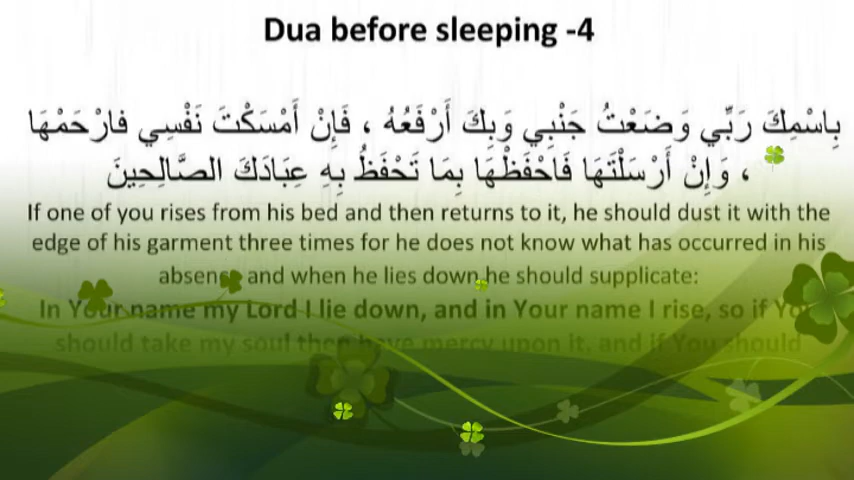 Dua before sleeping -4
بِاسْمِكَ رَبِّي وَضَعْتُ جَنْبِي وَبِكَ أَرْفَعُهُ ، فَإِنْ أَمْسَكْتَ نَفْسِي فارْحَمْهَا
، وَإِنْ أَرْسَلْتَهَا فَاحْفَظْهَا بِمَا تَحْفَظُ بِهِ عِبَادَكَ الصَّالِحِينَ
If one of you rises from his bed and then returns to it, he should dust it with the
edge of his garment three times for he does not know what has occurred in his
absence and when he lies down he should supplicate:
In Your name my Lord I lie down, and in Your name I rise, so if You
should take my soul then have mercy upon it, and if You should